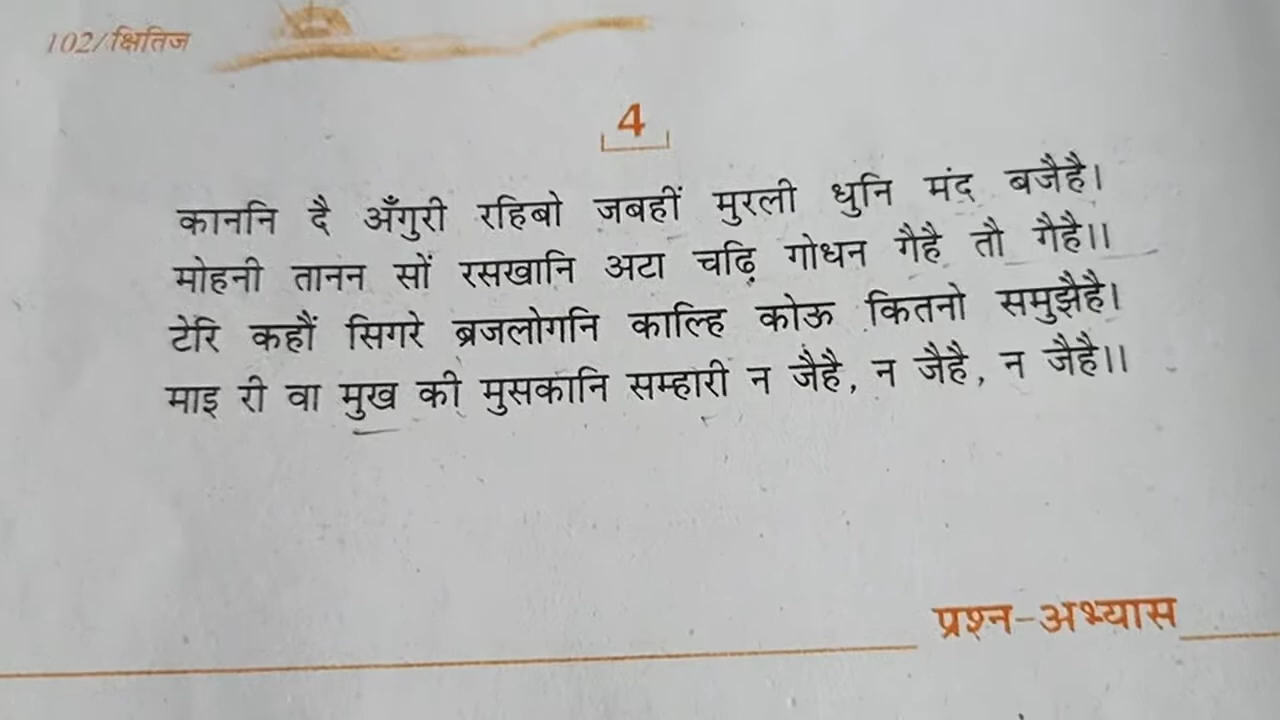 102/क्षितिज
4
काननि दै अँगुरी रहिबो जबहीं मुरली धुनि मंद बजैहै।
मोहनी तानन सों रसखानि अटा चढ़ि गोधन गैहै तौ गैहै।।
टेरि कहौं सिगरे ब्रजलोगनि काल्हि कोऊ कितनो समुझैहै।
माइ री वा मुख की मुसकानि सम्हारी न जैहै, न जैहै, न जैहै।।
प्रश्न-अभ्यास